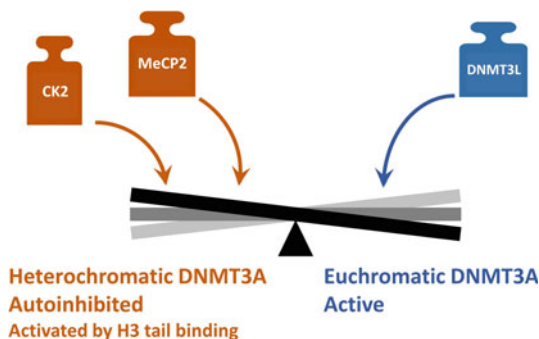 CK2
MeCP2
DNMT3L
Heterochromatic DNMT3A
Autoinhibited
Activated by H3 tail binding
Euchromatic DNMT3A
Active